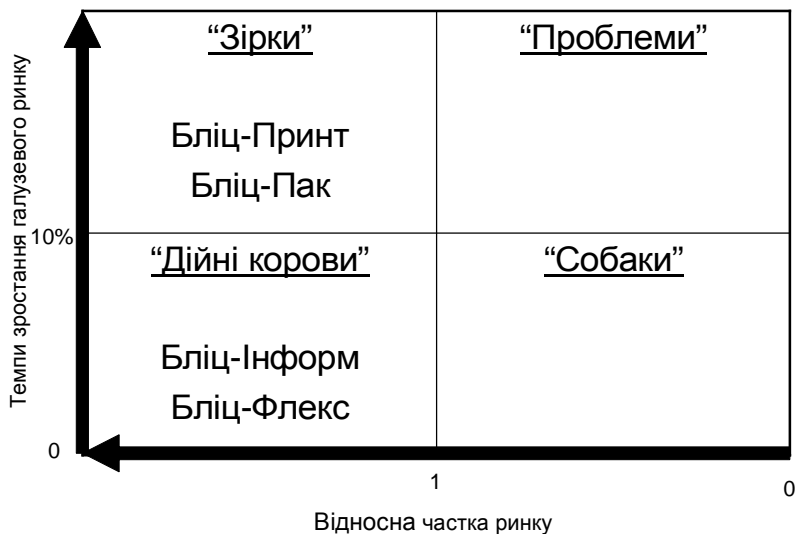 “Зірки”
“Проблеми”
Бліц-Принт
Бліц-Пак
Темпи зростання галузевого ринку
10%
“Дійні корови”
“Собаки”
Бліц-Інформ
Бліц-Флекс
0
1
0
Відносна частка ринку